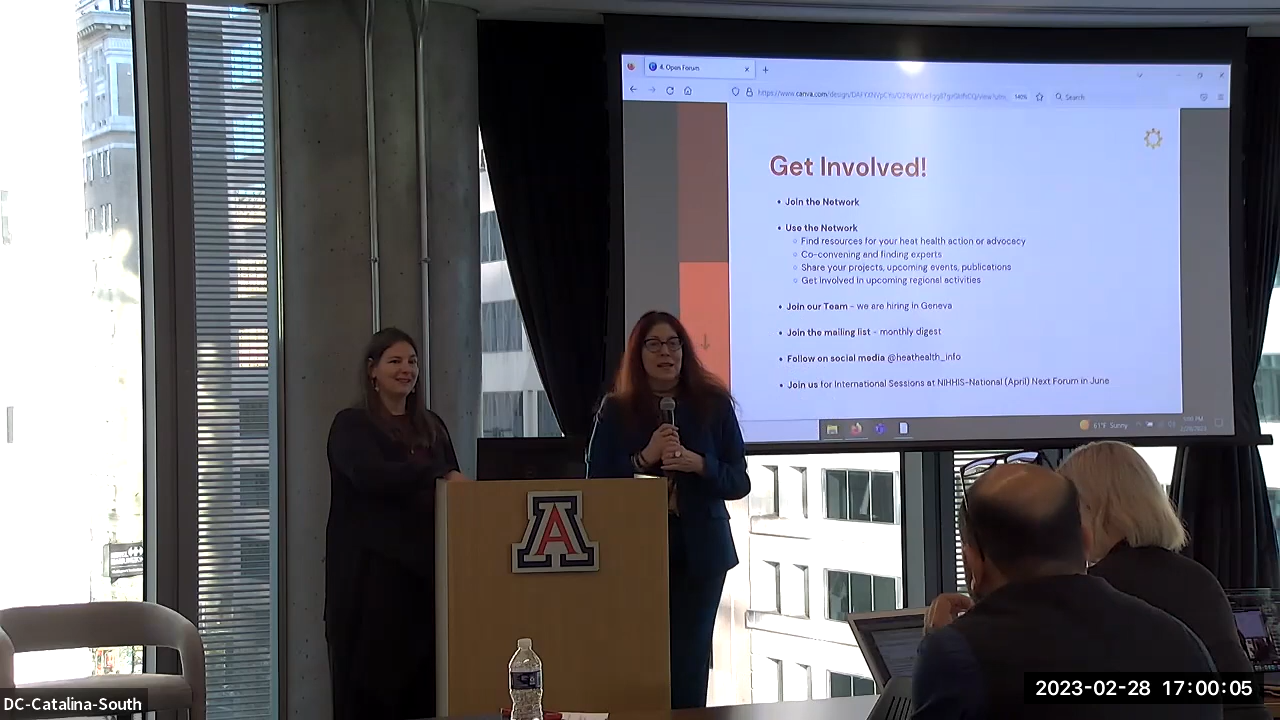 4. Open Forum
Search
140%
Get Involved!
• Join the Network
• Use the Network
○ Find resources for your heat health action or advocacy
○ Co-convening and finding experts
○ Share your projects, upcoming events, publications
○ Get involved in upcoming regional activities
• Join our Team - we are hiring in Geneva
• Join the mailing list - monthly digest
• Follow on social media @heathealth_info
• Join us for International Sessions at NIHHIS-National (April) Next Forum in June
61°F Sunny
A
DC-Catalina-South
2023-02-28 17:00:05